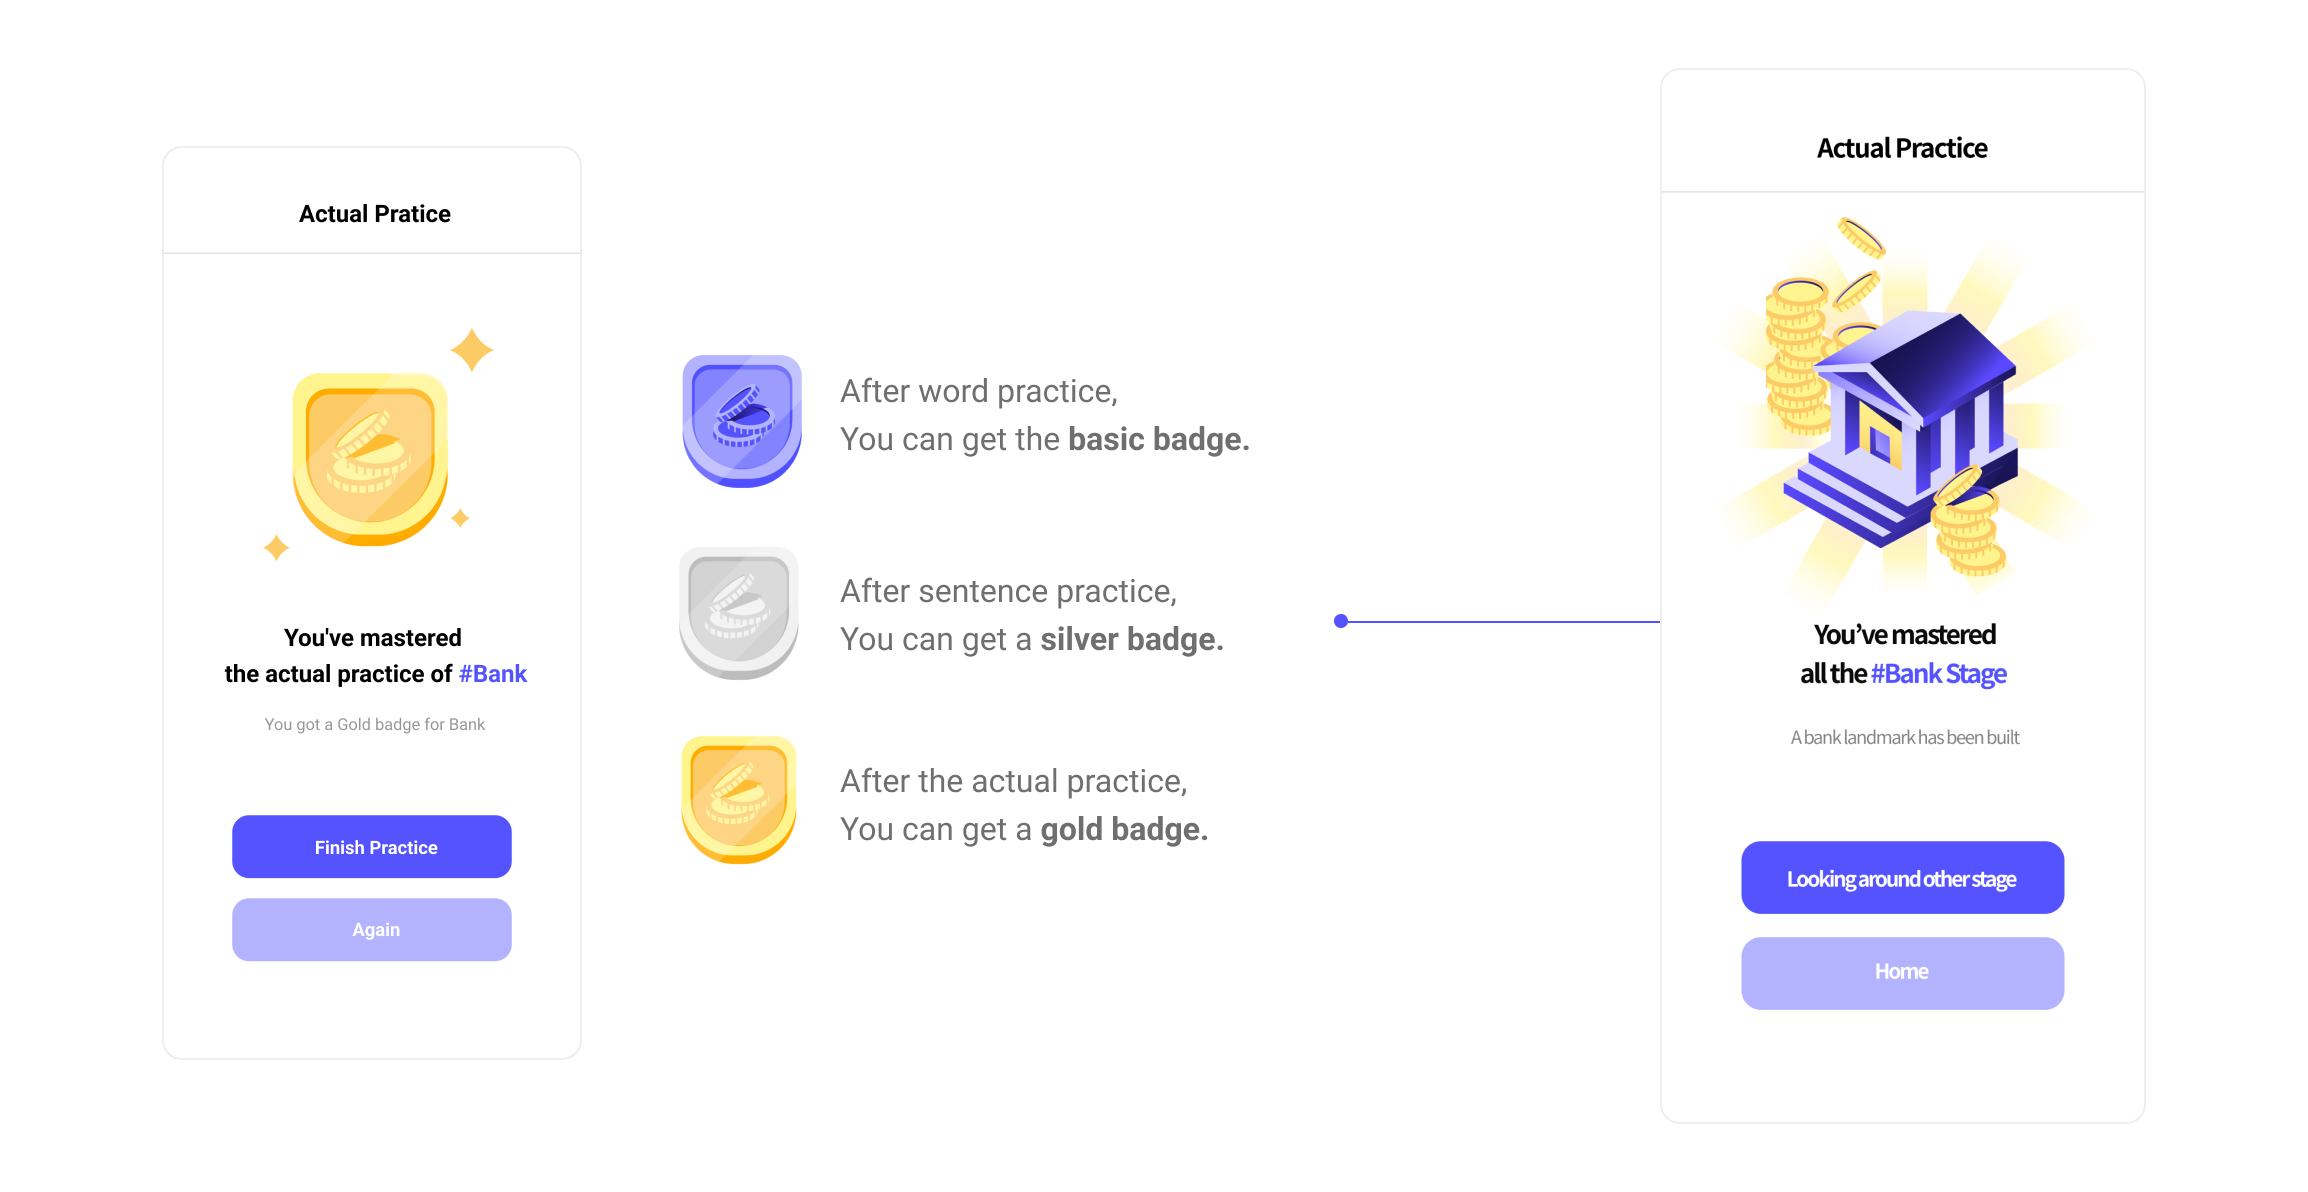 Actual Pratice
You've mastered
the actual practice of #Bank
You got a Gold badge for Bank
Finish Practice
Again
After word practice,
You can get the basic badge.
After sentence practice,
You can get a silver badge.
After the actual practice,
You can get a gold badge.
Actual Practice
You’ve mastered
all the #Bank Stage
A bank landmark has been built
Looking around other stage
Home